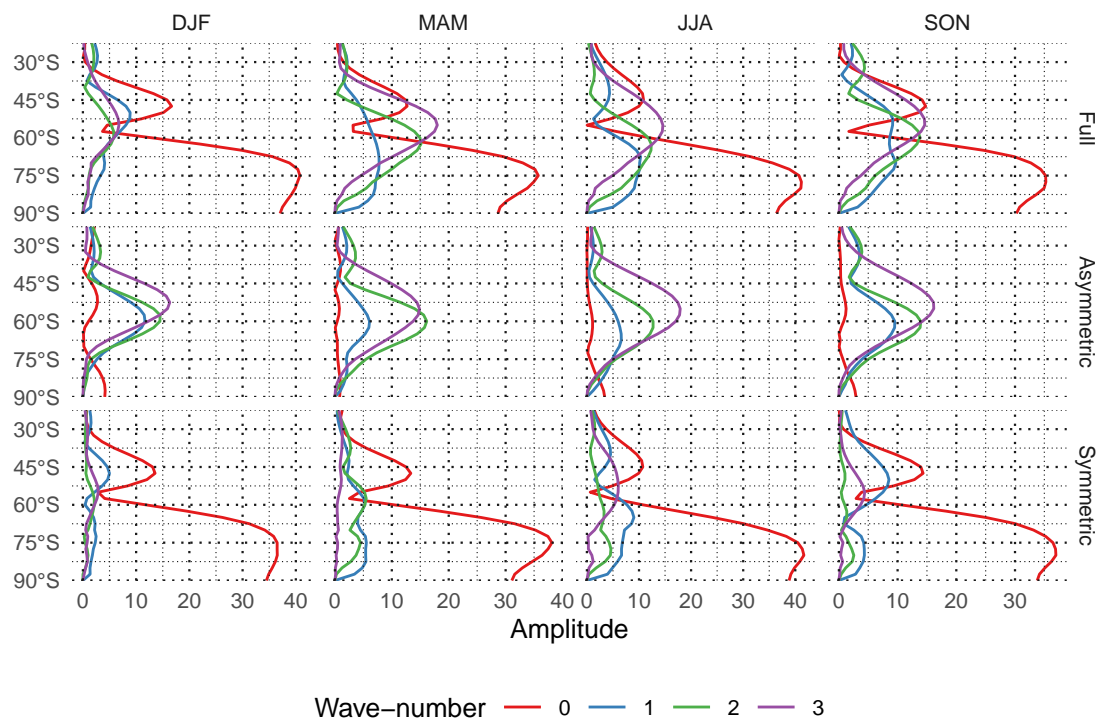 DJF MAM JJA SON
30°S
45°S
60°S
75°S
90°S
Full
30°S
45°S
60°S
75°S
90°S
Asymmetric
30°S
45°S
60°S
75°S
90°S
Symmetric
0 10 20 30 40 0 10 20 30 40 0 10 20 30 40 0 10 20 30
Amplitude
Wave−number 0 1 2 3